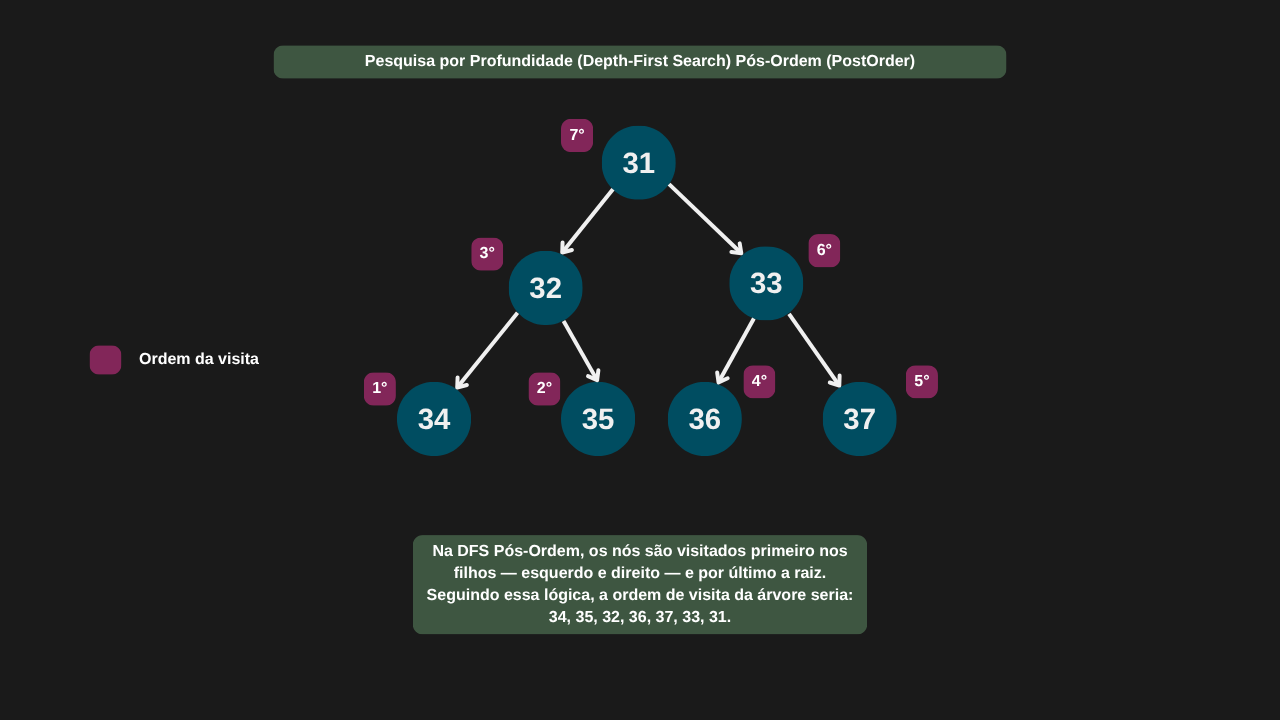 Pesquisa por Profundidade (Depth-First Search) Pós-Ordem (PostOrder)
7°
31
3°
32
6°
33
Ordem da visita
1°
34
2°
35
4°
36
5°
37
Na DFS Pós-Ordem, os nós são visitados primeiro nos
filhos — esquerdo e direito — e por último a raiz.
Seguindo essa lógica, a ordem de visita da árvore seria:
34, 35, 32, 36, 37, 33, 31.